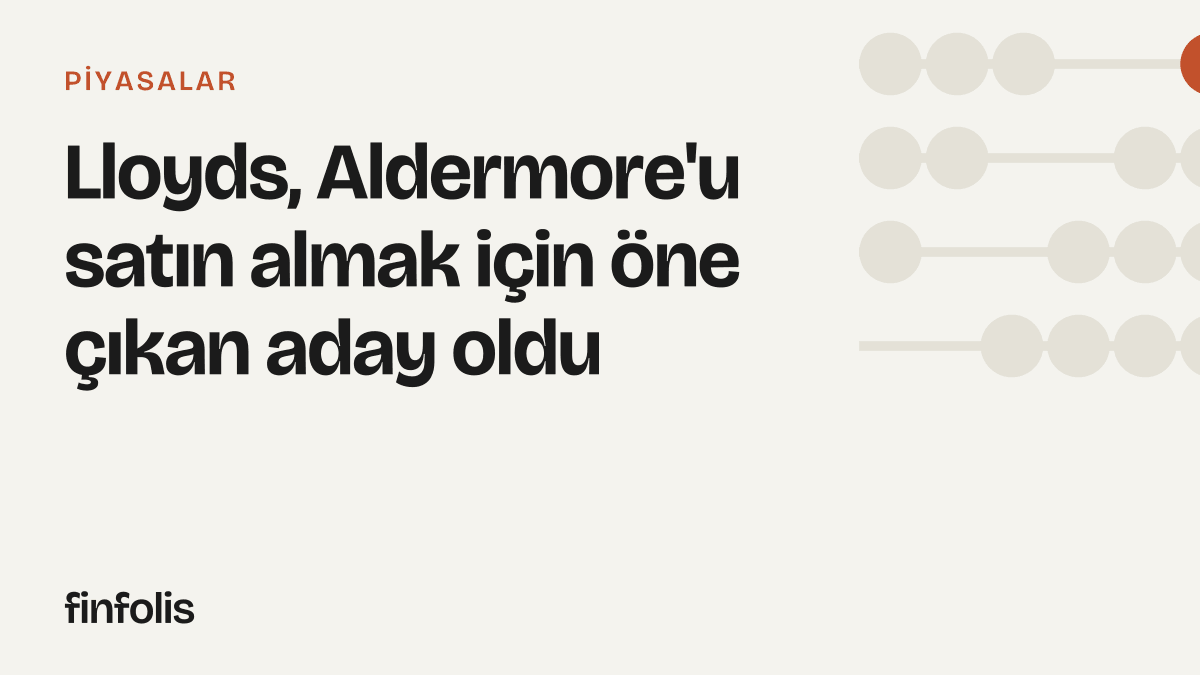 PİYASALAR
Lloyds, Aldermore'u
satın almak için öne
çıkan aday oldu
finfolis